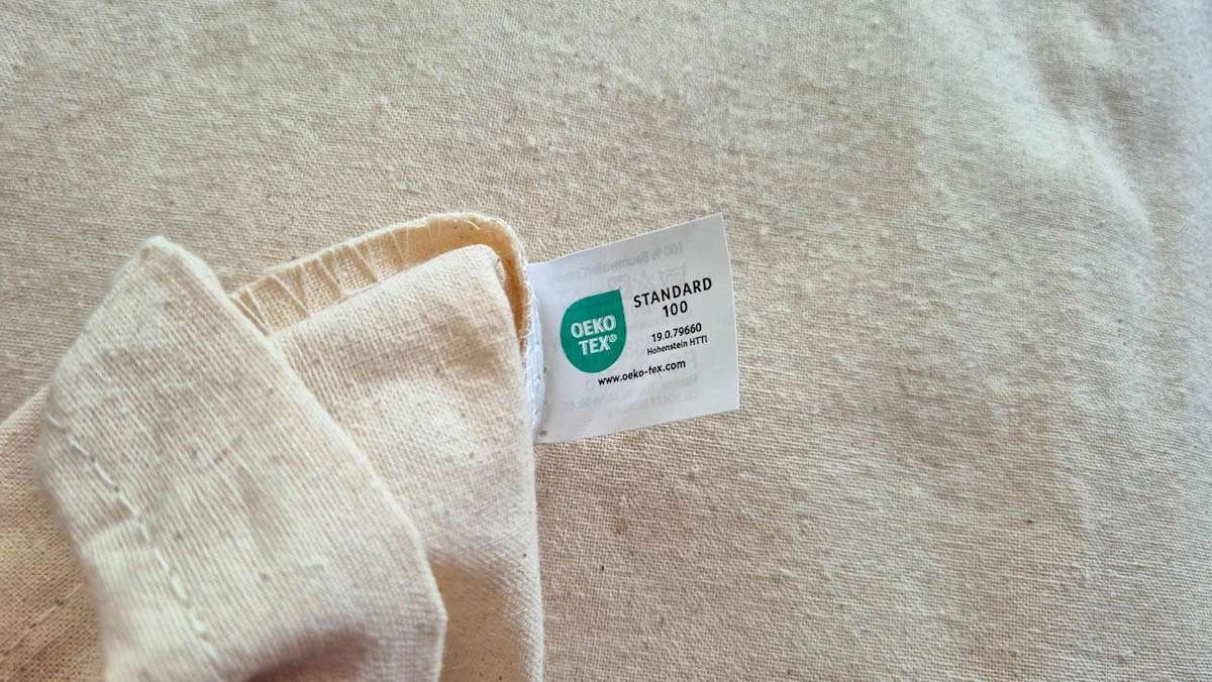 OEKO
TEX®
STANDARD
100
19.0.79660
Hohenstein HTTI
www.oeko-tex.com